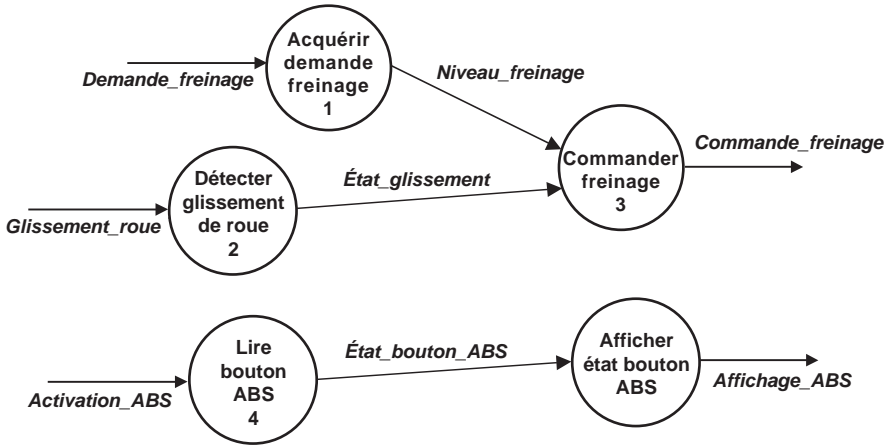 Acquérir
demande
freinage
1
Demande_freinage
Niveau_freinage
Commander
freinage
3
Commande_freinage
Détecter
glissement
de roue
2
Glissement_roue
État_glissement
Lire
bouton
ABS
4
Activation_ABS
État_bouton_ABS
Afficher
état bouton
ABS
Affichage_ABS